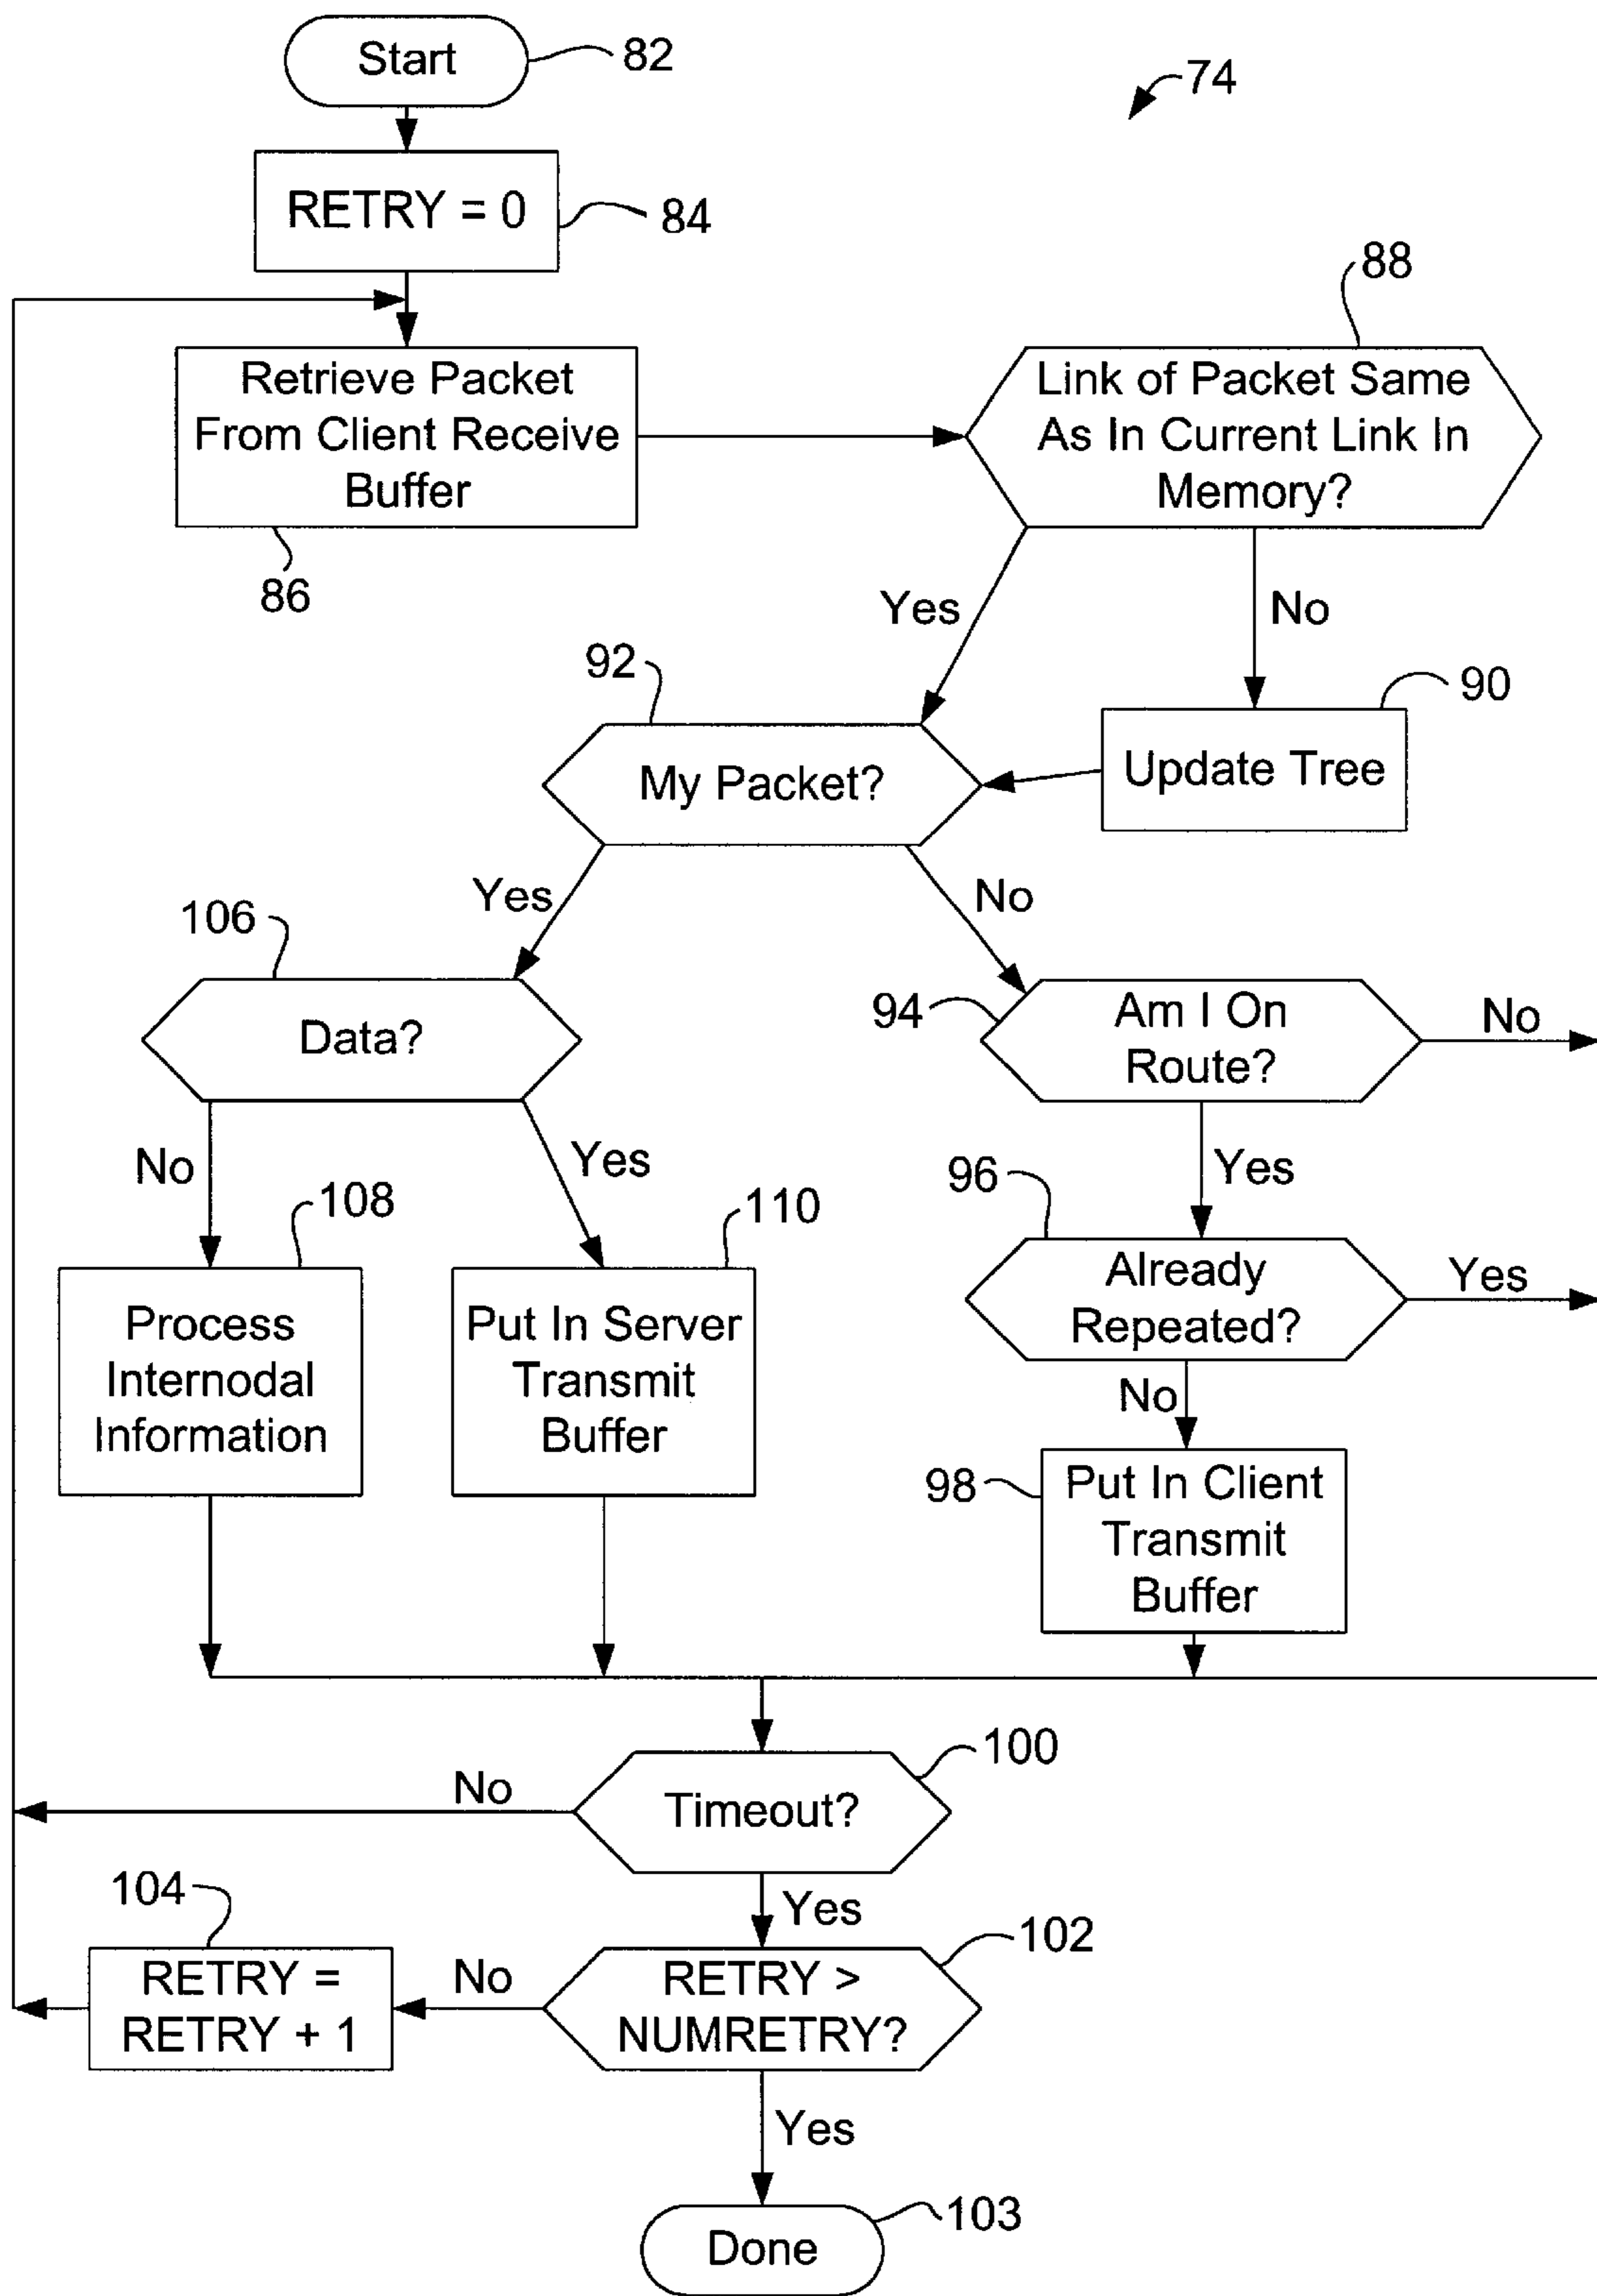 Start
82
74
RETRY = 0
84
88
Retrieve Packet
From Client Receive
Buffer
86
Link of Packet Same
As In Current Link In
Memory?
Yes
No
92
90
My Packet?
Update Tree
Yes
No
106
Data?
94
Am I On
Route?
No
No
Yes
Yes
96
108
110
Already
Repeated?
Yes
Process
Internodal
Information
Put In Server
Transmit
Buffer
No
98
Put In Client
Transmit
Buffer
100
No
Timeout?
104
Yes
102
RETRY =
RETRY + 1
No
RETRY >
NUMRETRY?
Yes
103
Done